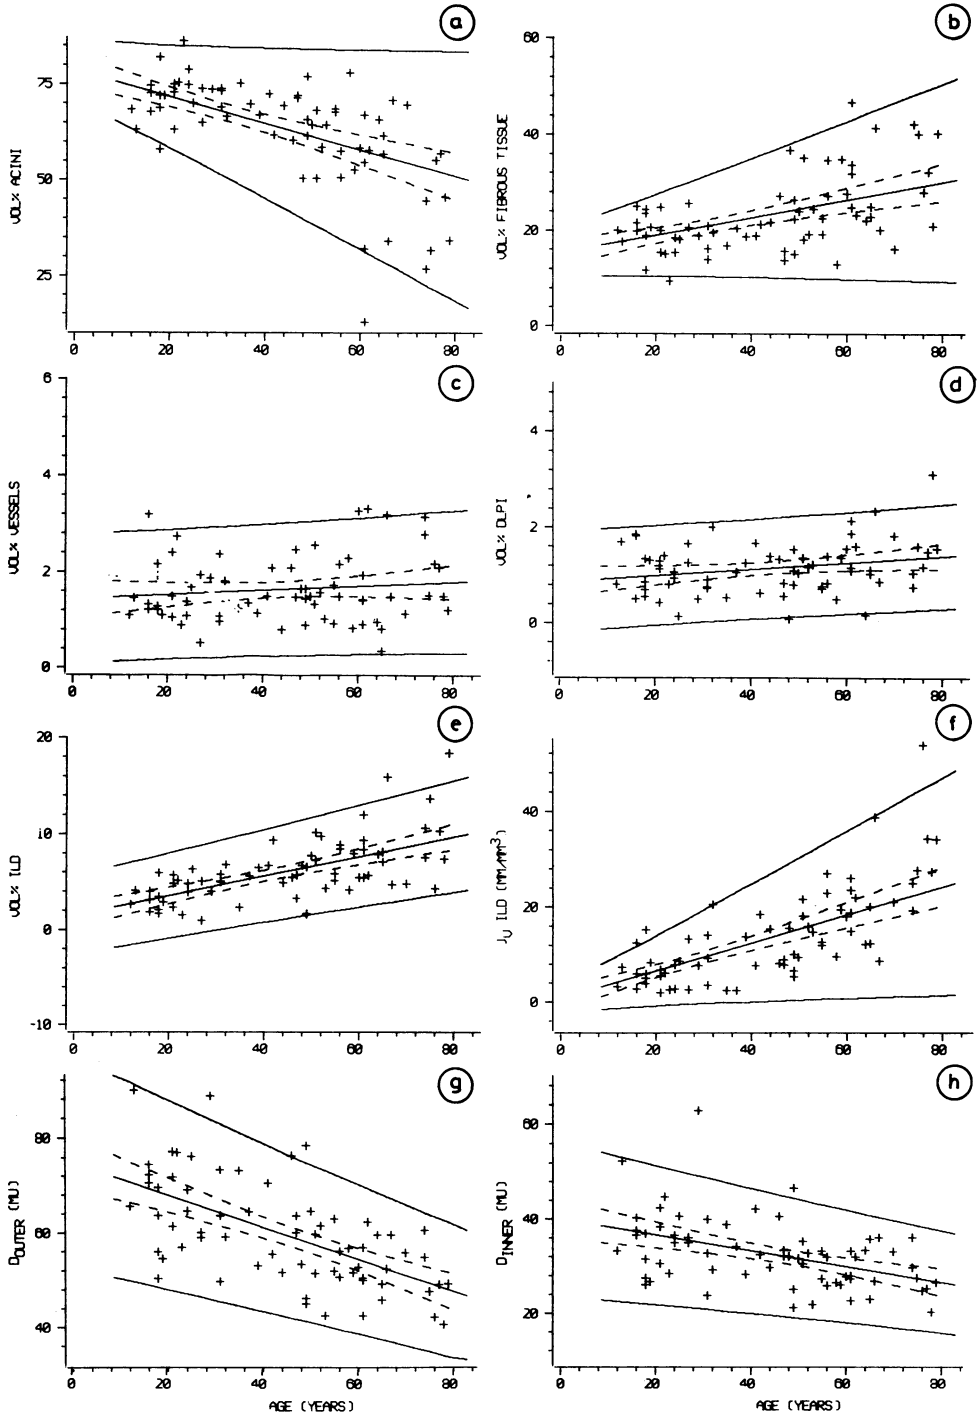 a
b
75
50
25
VOL% ACINI
0 20 40 60 80
60
40
20
0
VOL% FIBROUS TISSUE
0 20 40 60 80
c
d
6
4
2
0
VOL% VESSELS
0 20 40 60 80
4
2
0
VOL% DLPI
0 20 40 60 80
e
f
20
10
0
-10
VOL% ILD
0 20 40 60 80
40
20
0
JU ILD (MM/MM3)
0 20 40 60 80
g
h
80
60
40
DOUTER (MU)
0 20 40 60 80
AGE (YEARS)
60
40
20
DINNER (MU)
0 20 40 60 80
AGE (YEARS)